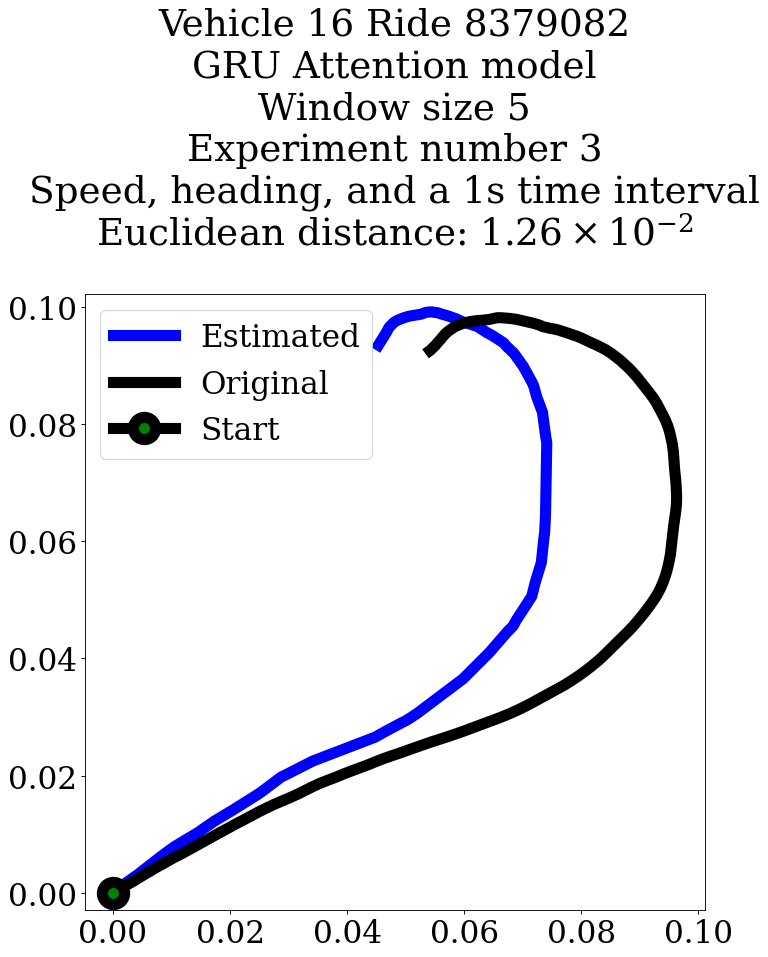 Vehicle 16 Ride 8379082
GRU Attention model
Window size 5
Experiment number 3
Speed, heading, and a 1s time interval
Euclidean distance: 1.26 × 10⁻²
0.10
0.08
0.06
0.04
0.02
0.00
Estimated
Original
Start
0.00 0.02 0.04 0.06 0.08 0.10